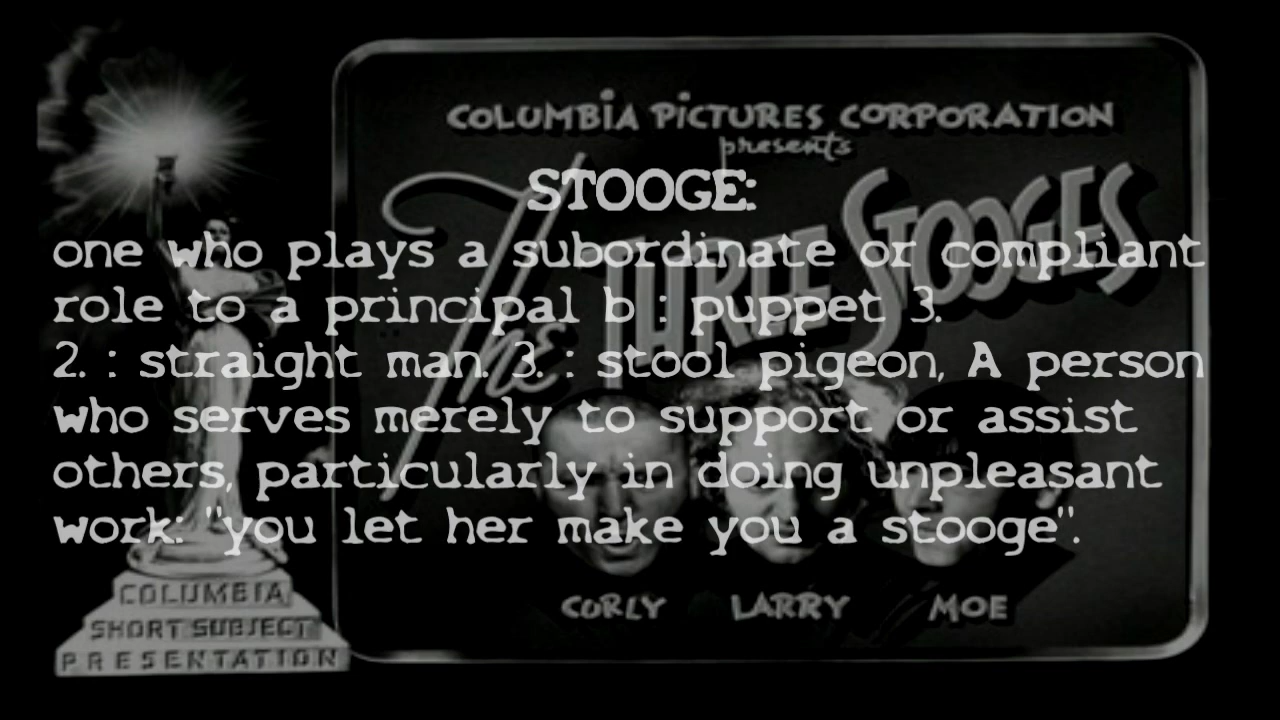 COLUMBIA PICTURES CORPORATION
presents
The THREE STOOGES
STOOGE:
one who plays a subordinate or compliant
role to a principal b : puppet 3.
2. : straight man. 3. : stool pigeon, A person
who serves merely to support or assist
others, particularly in doing unpleasant
work: "you let her make you a stooge".
CURLY LARRY MOE
COLUMBIA
SHORT SUBJECT
PRESENTATION